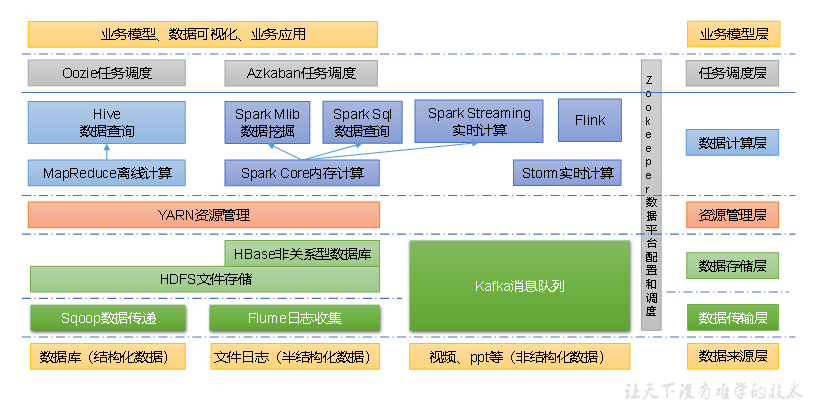 业务模型、数据可视化、业务应用
业务模型层
Oozie任务调度
Azkaban任务调度
任务调度层
Hive
数据查询
Spark Mlib
数据挖掘
Spark Sql
数据查询
Spark Streaming
实时计算
Flink
数据计算层
MapReduce离线计算
Spark Core内存计算
Storm实时计算
Zookeeper数据平台配置和调度
YARN资源管理
资源管理层
HBase非关系型数据库
HDFS文件存储
Kafka消息队列
数据存储层
Sqoop数据传递
Flume日志收集
数据传输层
数据库（结构化数据）
文件日志（半结构化数据）
视频、ppt等（非结构化数据）
数据来源层
让天下没有难学的技术